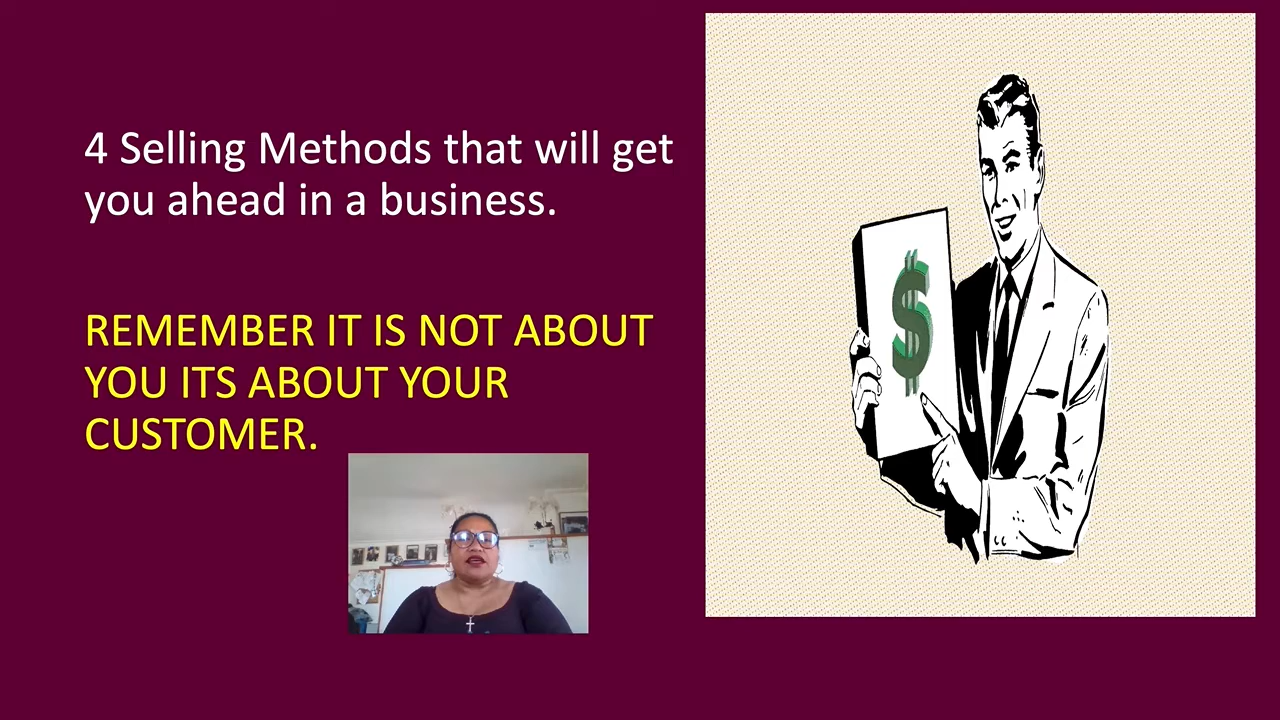 4 Selling Methods that will get
you ahead in a business.
REMEMBER IT IS NOT ABOUT
YOU ITS ABOUT YOUR
CUSTOMER.
$